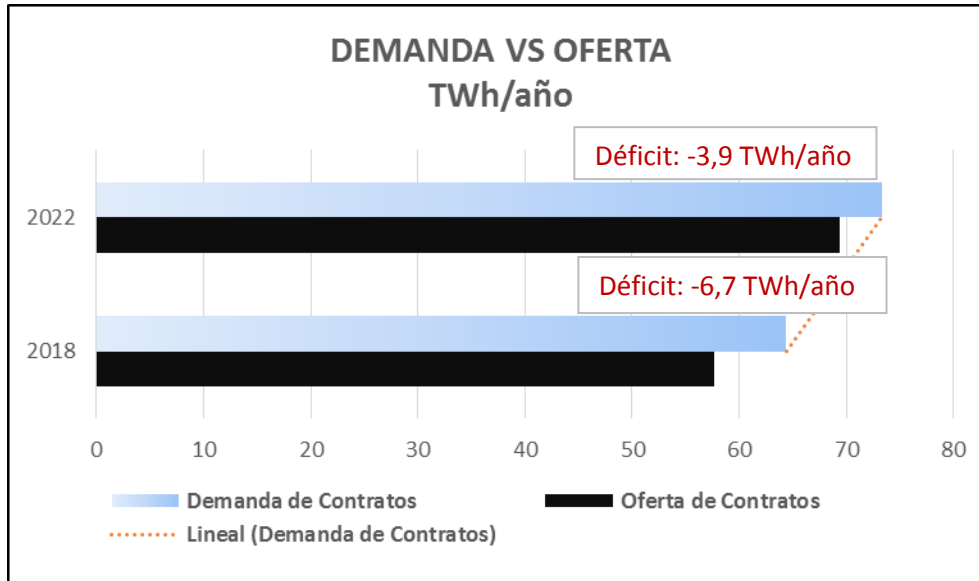 DEMANDA VS OFERTA
TWh/año
Déficit: -3,9 TWh/año
2022
Déficit: -6,7 TWh/año
2018
0 10 20 30 40 50 60 70 80
Demanda de Contratos Oferta de Contratos
Lineal (Demanda de Contratos)